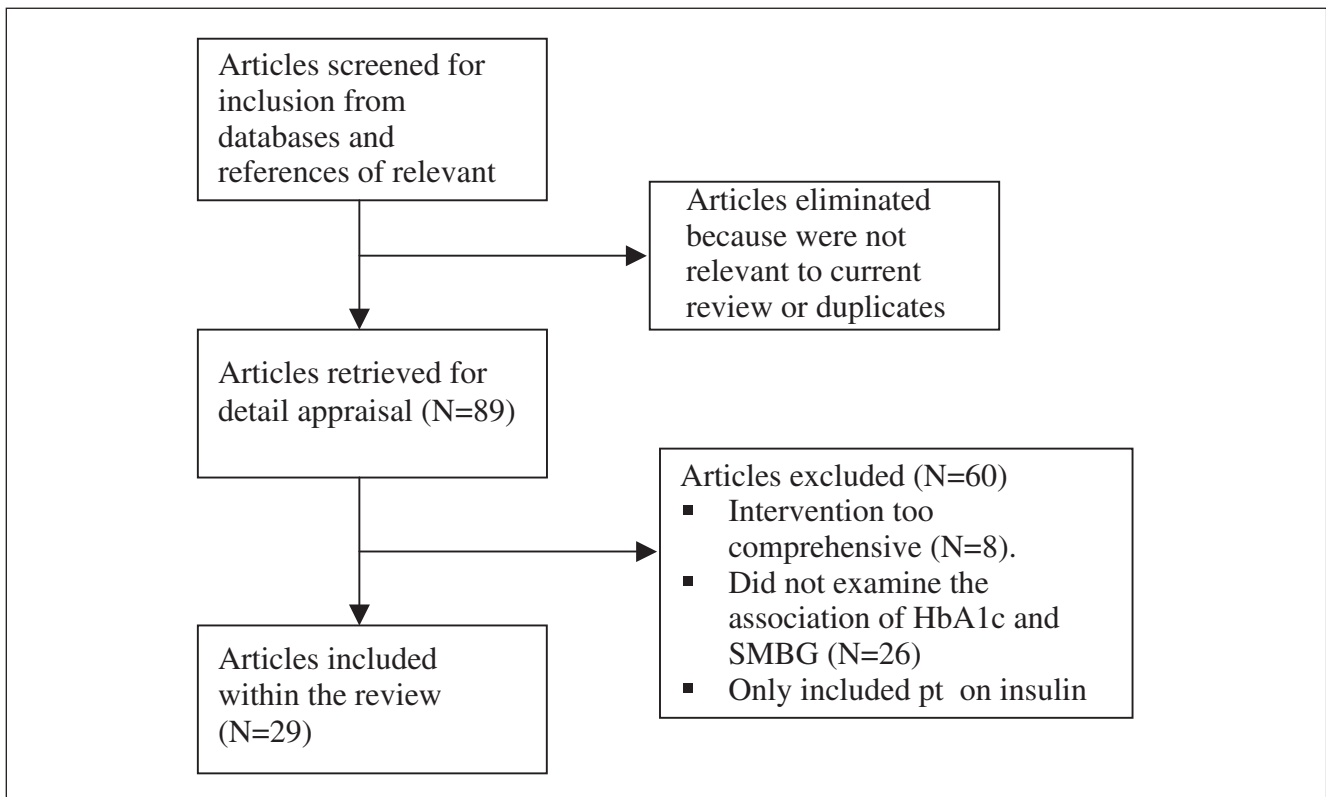 Articles screened for
inclusion from
databases and
references of relevant
Articles eliminated
because were not
relevant to current
review or duplicates
Articles retrieved for
detail appraisal (N=89)
Articles excluded (N=60)
▪ Intervention too
comprehensive (N=8).
▪ Did not examine the
association of HbA1c and
SMBG (N=26)
▪ Only included pt on insulin
Articles included
within the review
(N=29)